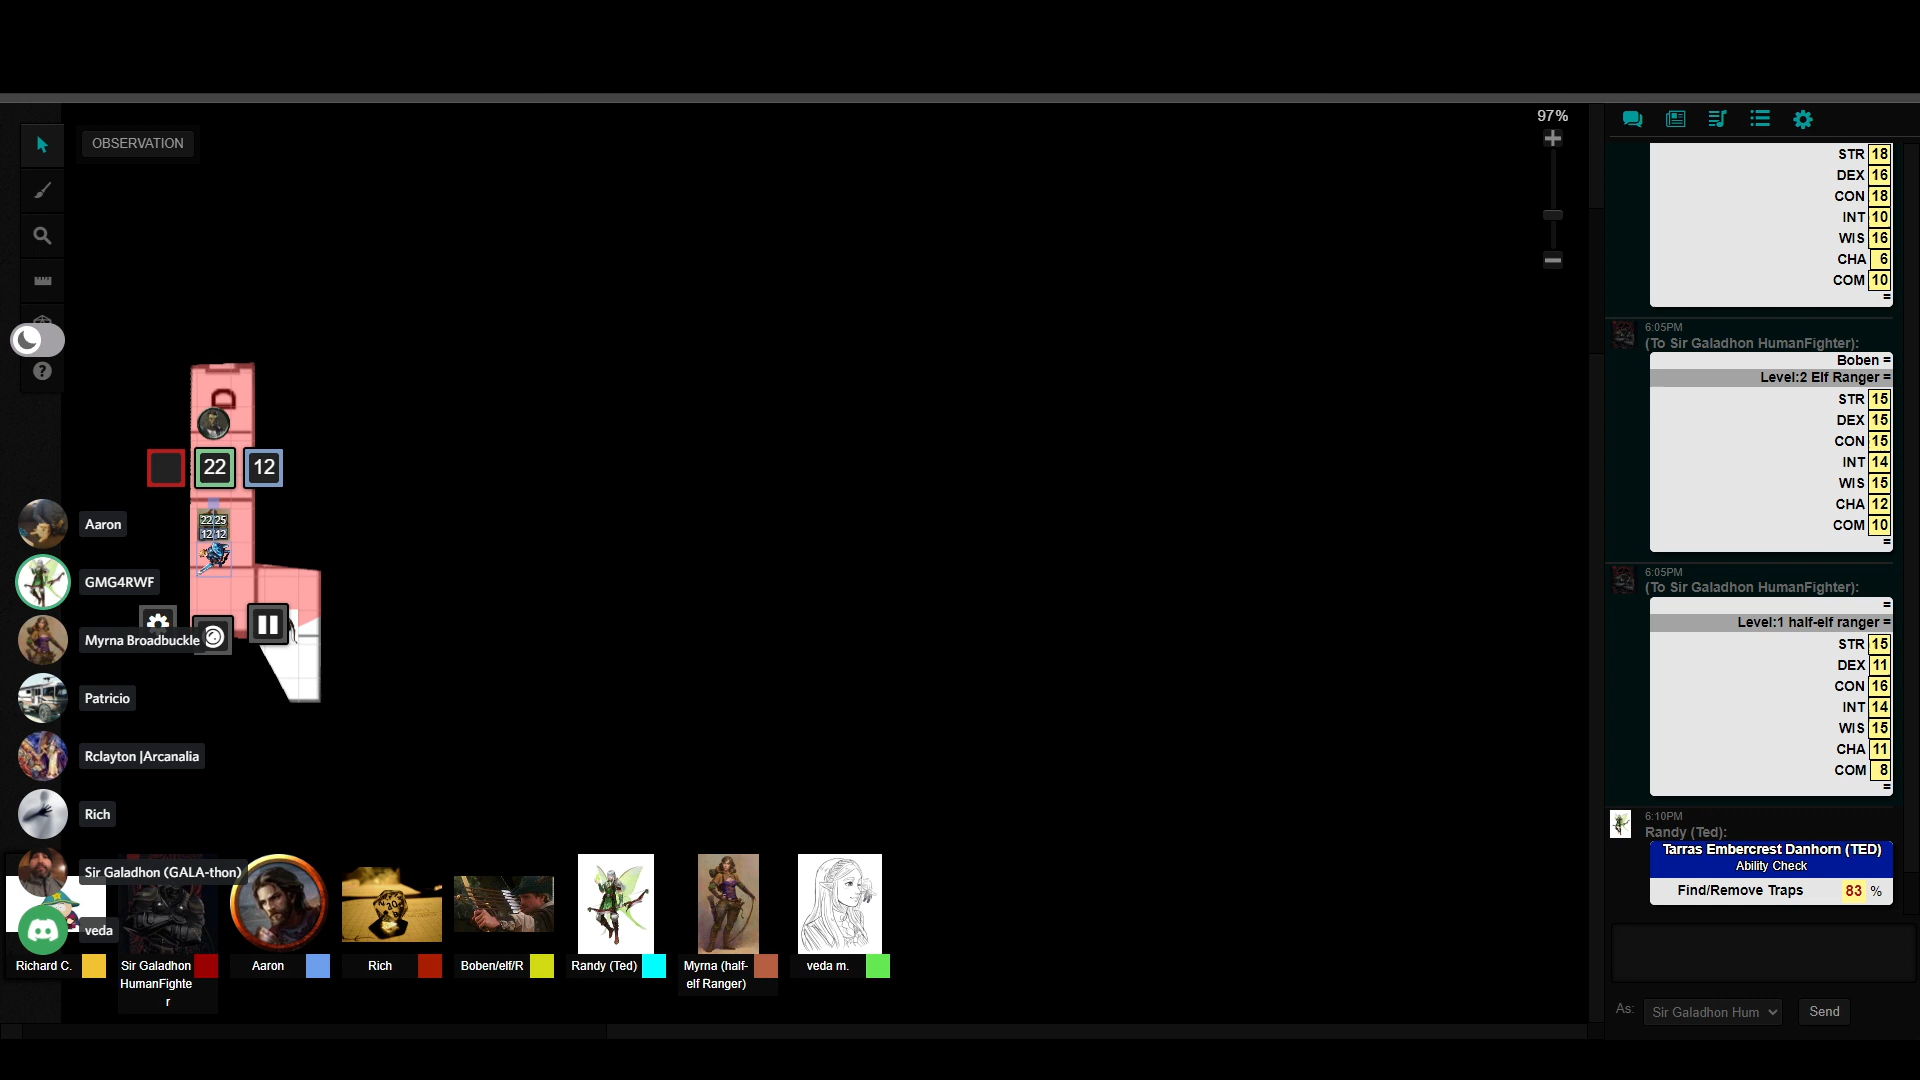 97%
OBSERVATION
D
22
12
22 25
12 12
Aaron
GMG4RWF
Myrna Broadbuckle
Patricio
Rclayton |Arcanalia
Rich
Sir Galadhon (GALA-thon)
veda
Richard C.
Sir Galadhon
HumanFighte
r
Aaron
Rich
Boben/elf/R
Randy (Ted)
Myrna (half-
elf Ranger)
veda m.
STR 18
DEX 16
CON 18
INT 10
WIS 16
CHA 6
COM 10
=
6:05PM
(To Sir Galadhon HumanFighter):
Boben =
Level:2 Elf Ranger =
STR 15
DEX 15
CON 15
INT 14
WIS 15
CHA 12
COM 10
=
6:05PM
(To Sir Galadhon HumanFighter):
=
Level:1 half-elf ranger =
STR 15
DEX 11
CON 16
INT 14
WIS 15
CHA 11
COM 8
=
6:10PM
Randy (Ted):
Tarras Embercrest Danhorn (TED)
Ability Check
Find/Remove Traps 83 %
As:
Sir Galadhon Hum
Send